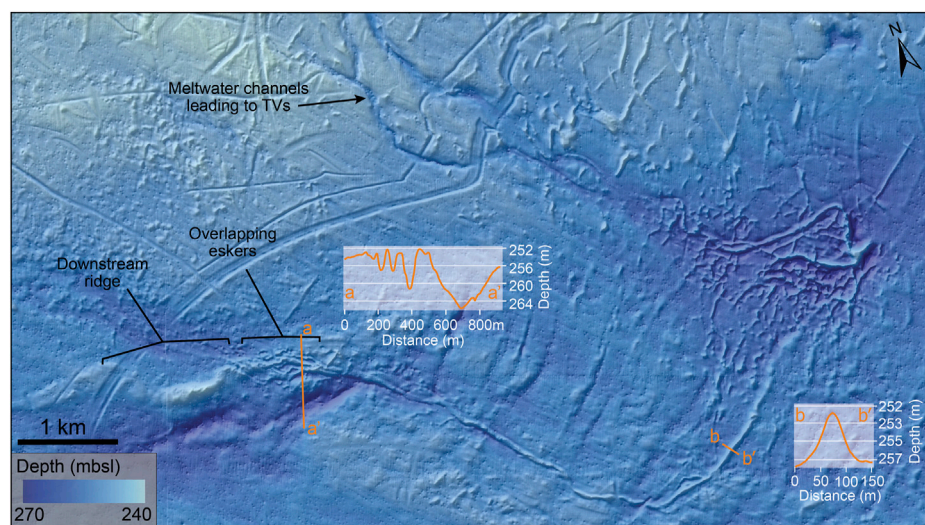 N
Meltwater channels
leading to TVs
Overlapping
eskers
Downstream
ridge
252
256
260
264
Depth (m)
a
a'
0
200
400
600
800m
Distance (m)
a
a'
1 km
Depth (mbsl)
270
240
b
b'
b
b'
252
253
255
257
Depth (m)
0
50
100
150
Distance (m)